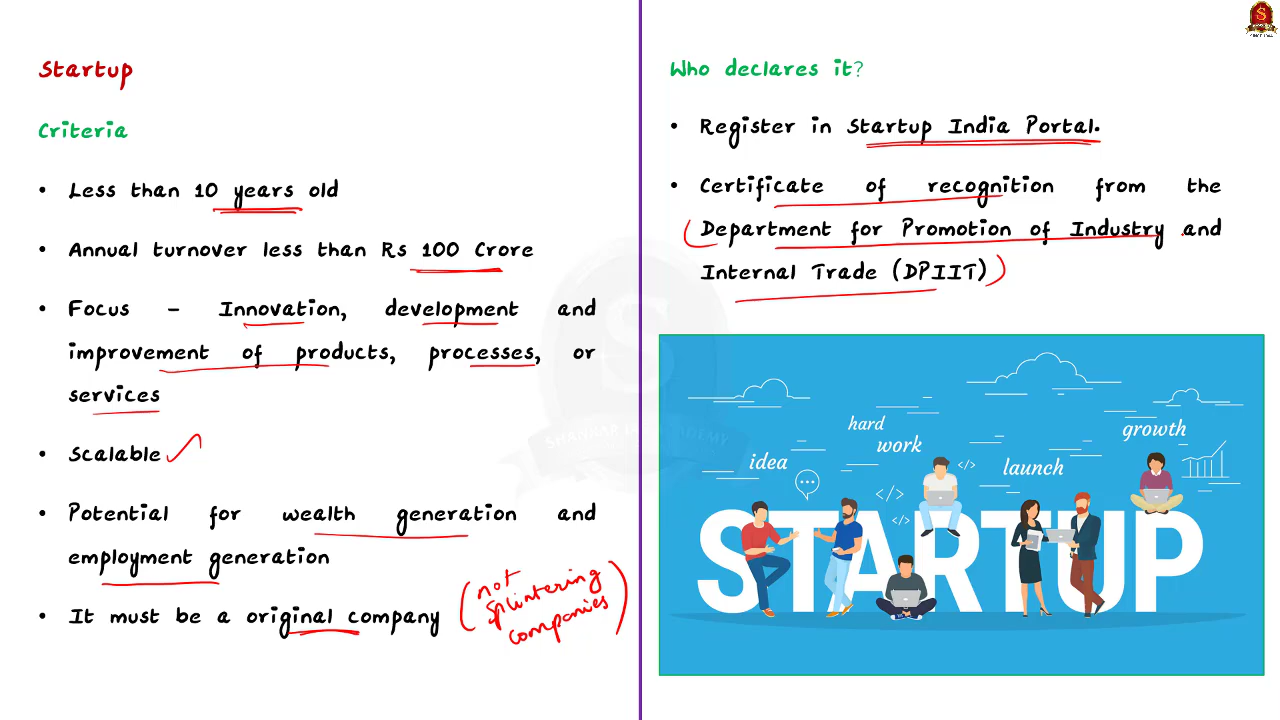 Startup
Criteria
• Less than 10 years old
• Annual turnover less than Rs 100 Crore
• Focus – Innovation, development and
improvement of products, processes, or
services
• Scalable
• Potential for wealth generation and
employment generation
• It must be a original company
(not
splintering
companies)
Who declares it?
• Register in Startup India Portal.
• Certificate of recognition from the
Department for Promotion of Industry and
Internal Trade (DPIIT)
idea
hard
work
launch
growth
STARTUP
SHANKAR IAS ACADEMY